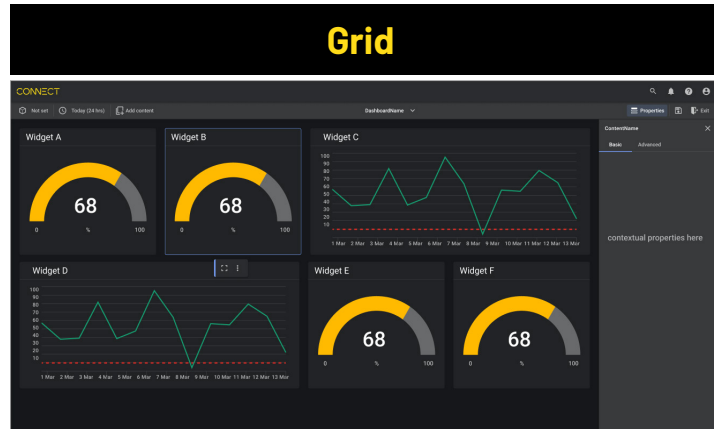 Grid
CONNECT
Not set Today (24 hrs) Add content DashboardName Properties Exit
ContentName
Basic Advanced
contextual properties here
Widget A
68
0 % 100
Widget B
68
0 % 100
Widget C
100
90
80
70
60
50
40
30
20
10
1 Mar 2 Mar 3 Mar 4 Mar 5 Mar 6 Mar 7 Mar 8 Mar 9 Mar 10 Mar 11 Mar 12 Mar 13 Mar
Widget D
100
90
80
70
60
50
40
30
20
10
1 Mar 2 Mar 3 Mar 4 Mar 5 Mar 6 Mar 7 Mar 8 Mar 9 Mar 10 Mar 11 Mar 12 Mar 13 Mar
Widget E
68
0 % 100
Widget F
68
0 % 100